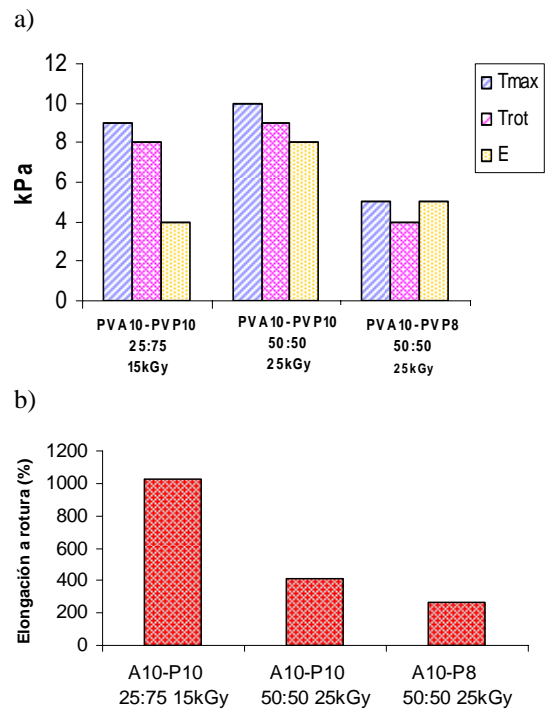 a)
12
10
8
6
4
2
0
kPa
Tmax
Trot
E
PVA10-PVP10
25:75
15kGy
PVA10-PVP10
50:50
25kGy
PVA10-PVP8
50:50
25kGy
b)
1200
1000
800
600
400
200
0
Elongación a rotura (%)
A10-P10
25:75 15kGy
A10-P10
50:50 25kGy
A10-P8
50:50 25kGy